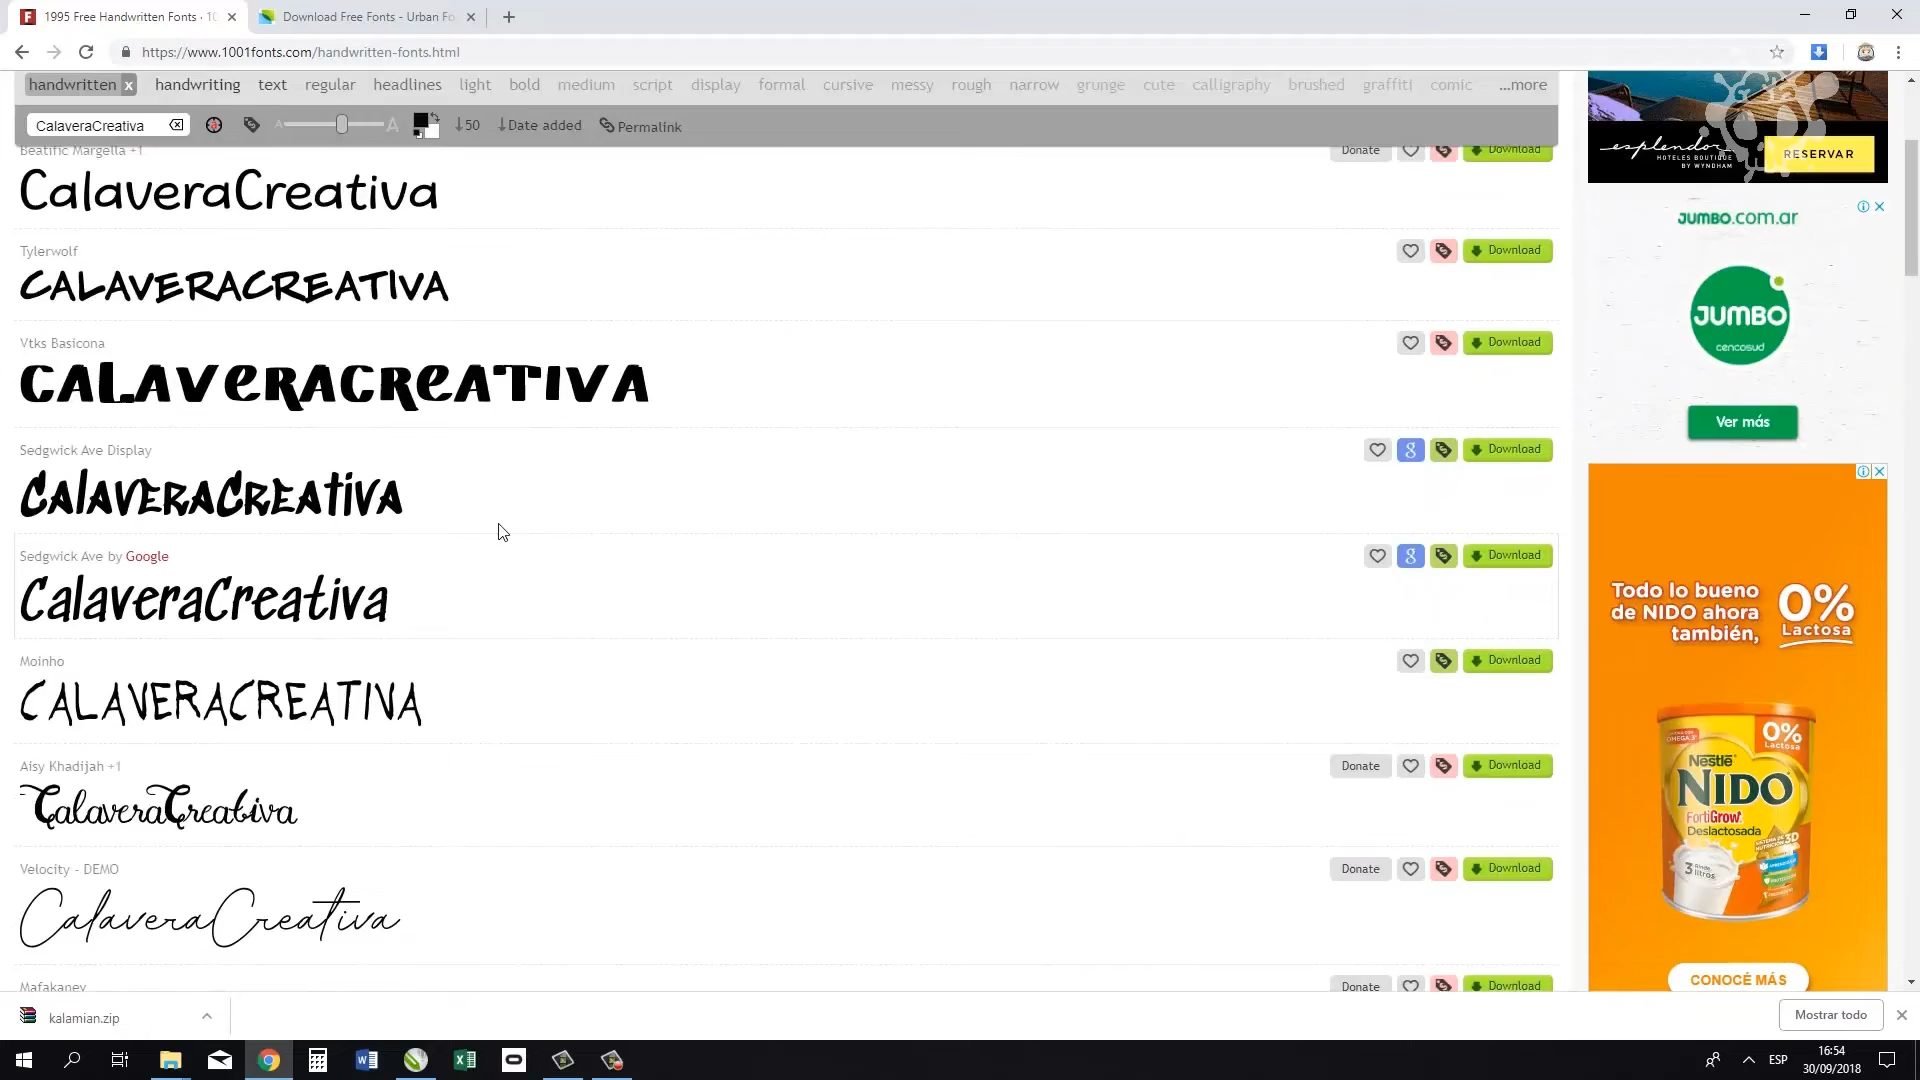 1995 Free Handwritten Fonts · 10
Download Free Fonts - Urban Fo
https://www.1001fonts.com/handwritten-fonts.html
handwritten x handwriting text regular headlines light bold medium script display formal cursive messy rough narrow grunge cute calligraphy brushed graffiti comic ...more
CalaveraCreativa A A ↓50 ↓Date added Permalink
Beatific Margella +1 Donate Download
CalaveraCreativa
Tylerwolf Download
CALAVERACREATIVA
Vtks Basicona Download
CALAVeRACReATIVA
Sedgwick Ave Display g Download
CalaveraCreativa
Sedgwick Ave by Google g Download
CalaveraCreativa
Moinho Download
CALAVERACREATIVA
Aisy Khadijah +1 Donate Download
CalaveraCreativa
Velocity - DEMO Donate Download
CalaveraCreativa
Mafakaney Donate Download
esplendor
HOTELES BOUTIQUE
BY WYNDHAM
RESERVAR
JUMBO.com.ar
JUMBO
cencosud
Ver más
Todo lo bueno
de NIDO ahora
también,
0%
Lactosa
0%
Lactosa
Nestlé
NIDO
FortiGrow
Deslactosada
3 litros
CONOCÉ MÁS
kalamian.zip
Mostrar todo
ESP
16:54
30/09/2018